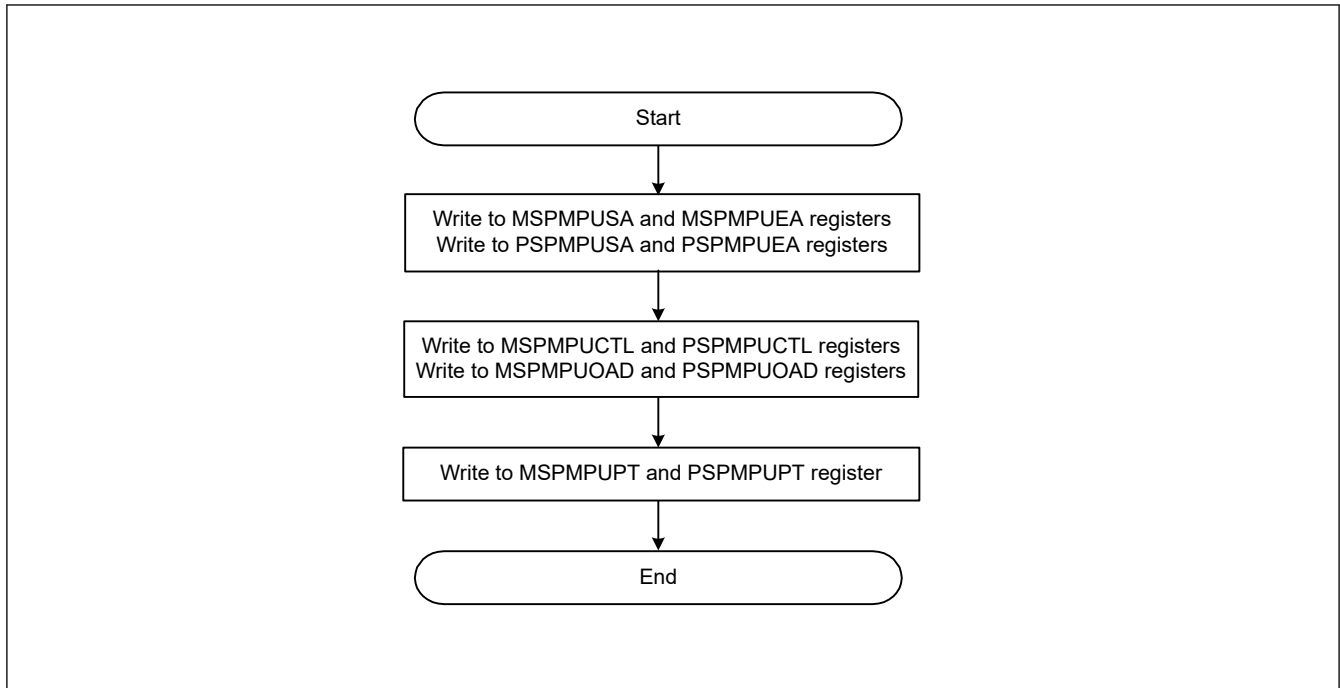 Start
Write to MSPMPUSA and MSPMPUEA registers
Write to PSPMPUSA and PSPMPUEA registers
Write to MSPMPUCTL and PSPMPUCTL registers
Write to MSPMPUOAD and PSPMPUOAD registers
Write to MSPMPUPT and PSPMPUPT register
End